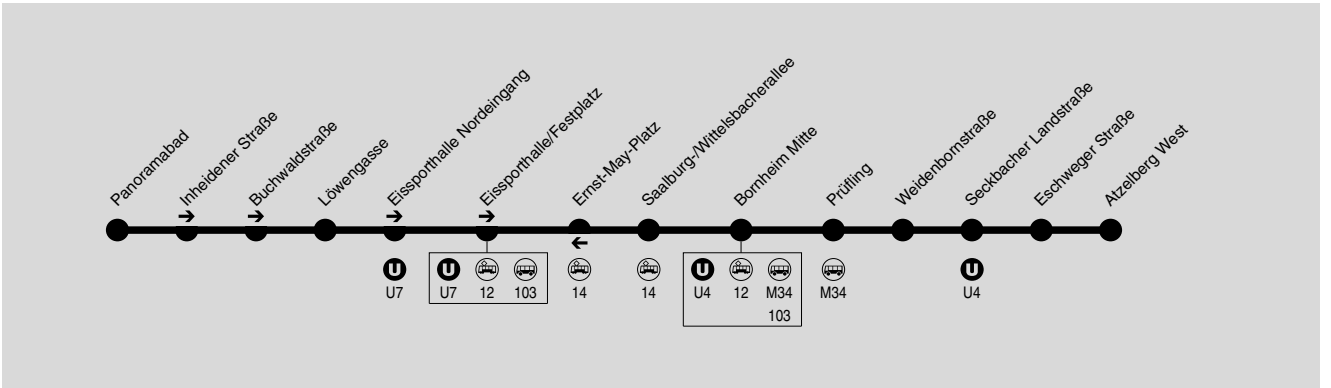 Panoramabad
Inheidener Straße
Buchwaldstraße
Löwengasse
Eissporthalle Nordeingang
Eissporthalle/Festplatz
Ernst-May-Platz
Saalburg-/Wittelsbacherallee
Bornheim Mitte
Prüfling
Weidenbornstraße
Seckbacher Landstraße
Eschweger Straße
Atzelberg West
U U U U
U7 U7 12 103 14 14 U4 12 M34 M34 U4
103